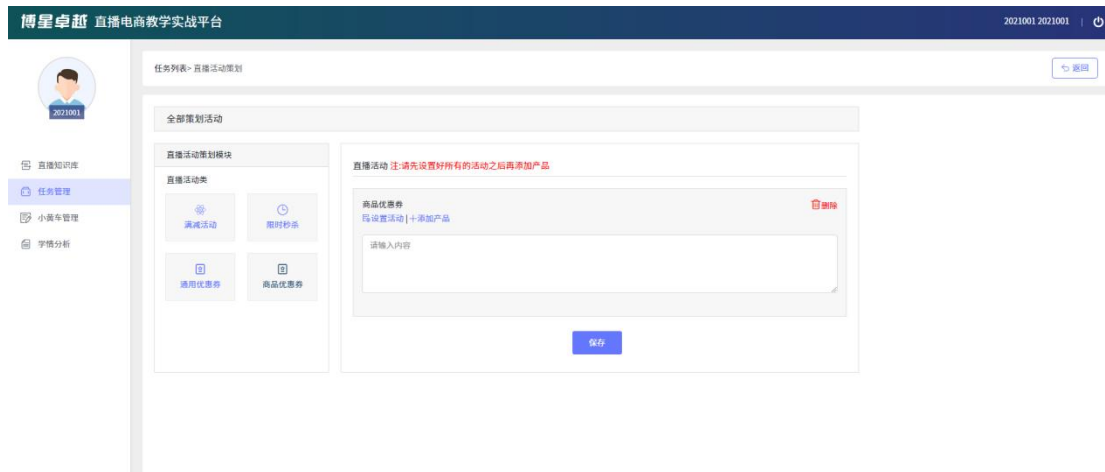 博星卓越 直播电商教学实战平台
2021001 2021001 |
任务列表> 直播活动策划
返回
2021001
全部策划活动
直播知识库
任务管理
小黄车管理
学情分析
直播活动策划模块
直播活动类
满减活动
限时秒杀
通用优惠券
商品优惠券
直播活动 注:请先设置好所有的活动之后再添加产品
商品优惠券
删除
设置活动 | 十添加产品
请输入内容
保存